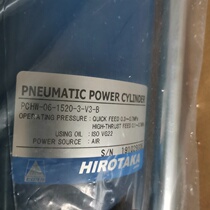 PNEUMATIC POWER CYLINDER
PCHW-06-1520-3-V3-B
OPERATING PRESSURE : QUICK FEED
HIGH-THRUST FEED
USING OIL : ISO VG22
POWER SOURCE : AIR
S/N
HIROTAKA